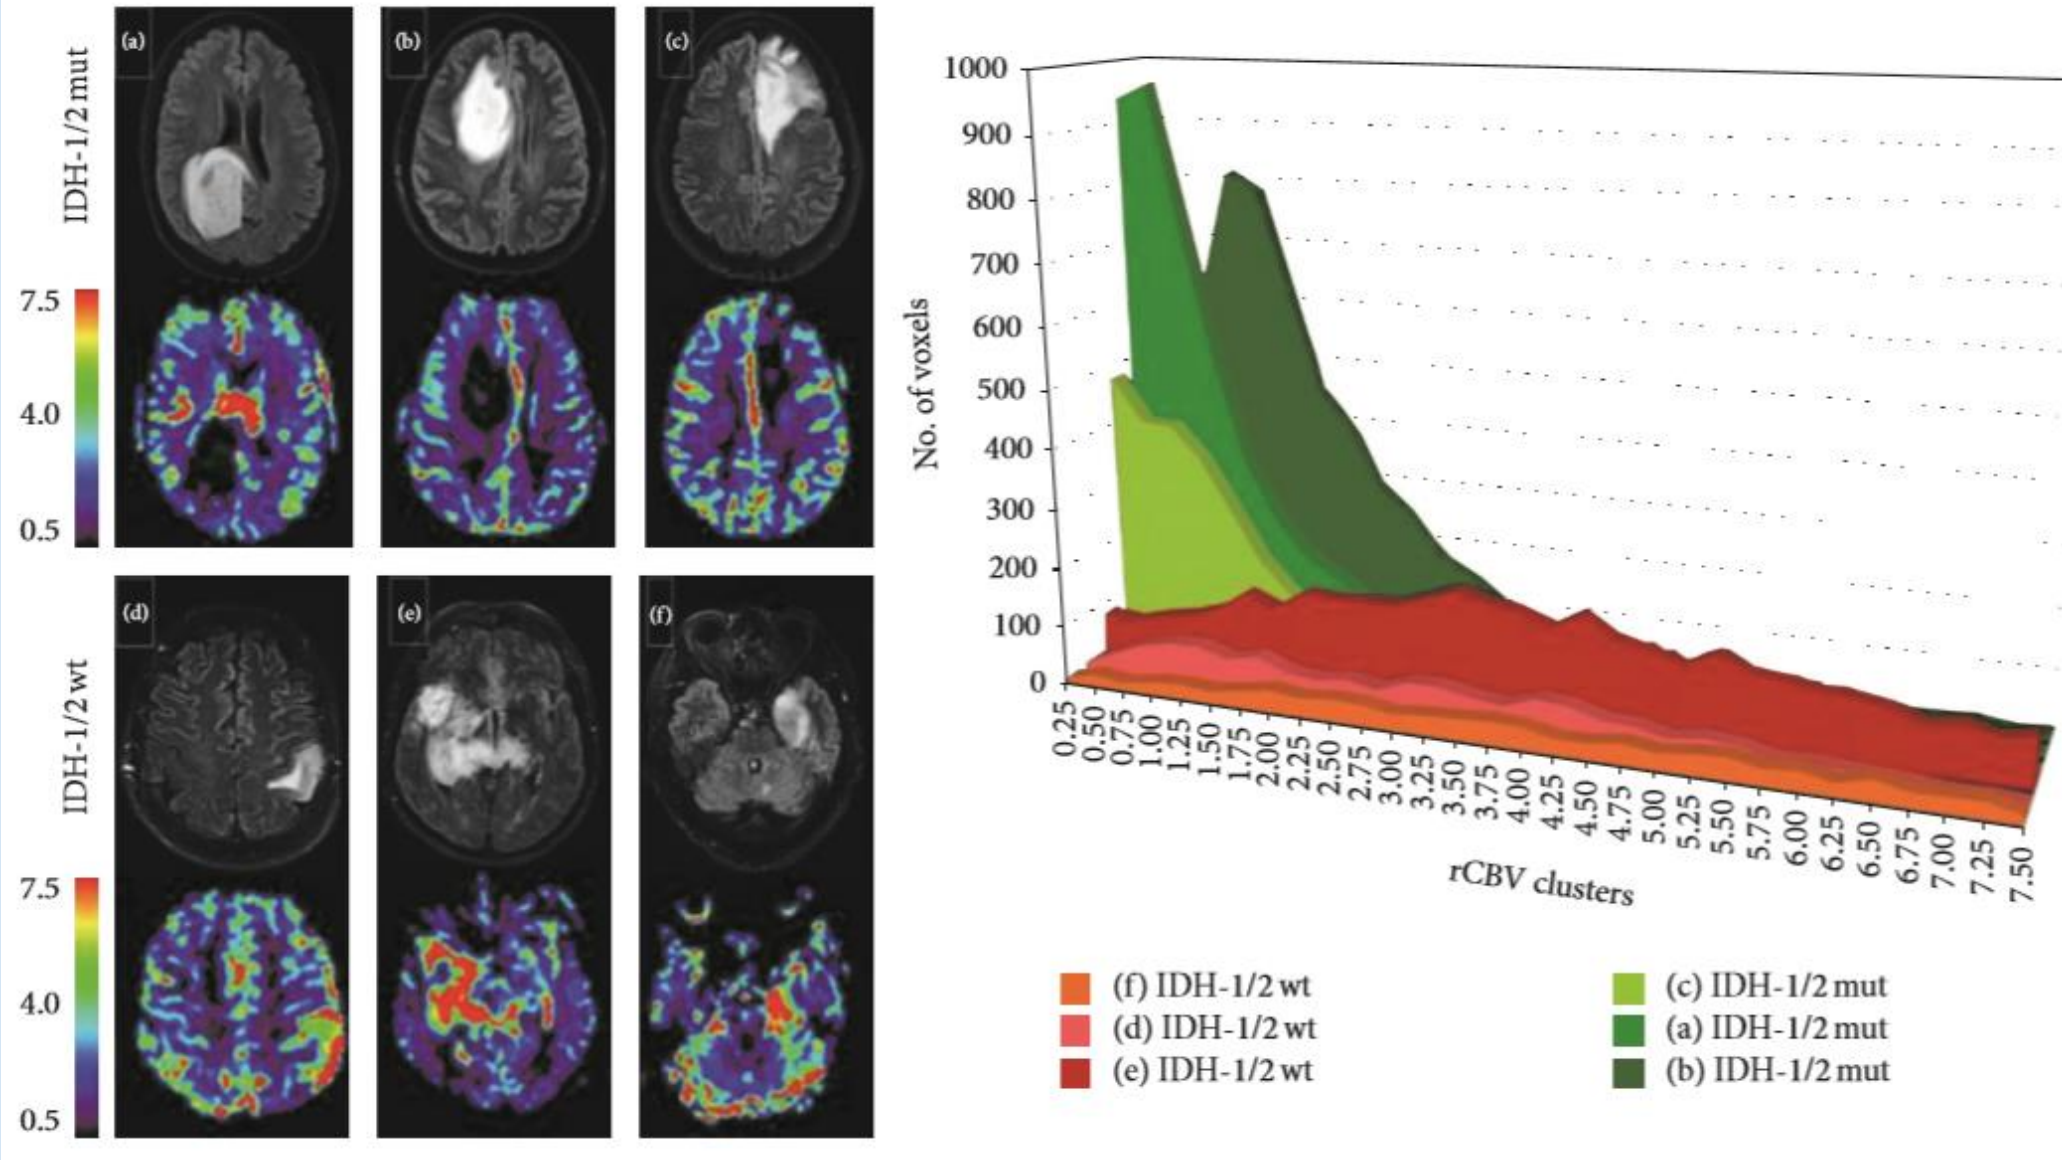 IDH-1/2 mut
(a)
(b)
(c)
7.5
4.0
0.5
IDH-1/2 wt
(d)
(e)
(f)
7.5
4.0
0.5
1000
900
800
700
600
500
400
300
200
100
0
No. of voxels
0.25
0.50
0.75
1.00
1.25
1.50
1.75
2.00
2.25
2.50
2.75
3.00
3.25
3.50
3.75
4.00
4.25
4.50
4.75
5.00
5.25
5.50
5.75
6.00
6.25
6.50
6.75
7.00
7.25
7.50
rCBV clusters
(f) IDH-1/2 wt
(d) IDH-1/2 wt
(e) IDH-1/2 wt
(c) IDH-1/2 mut
(a) IDH-1/2 mut
(b) IDH-1/2 mut